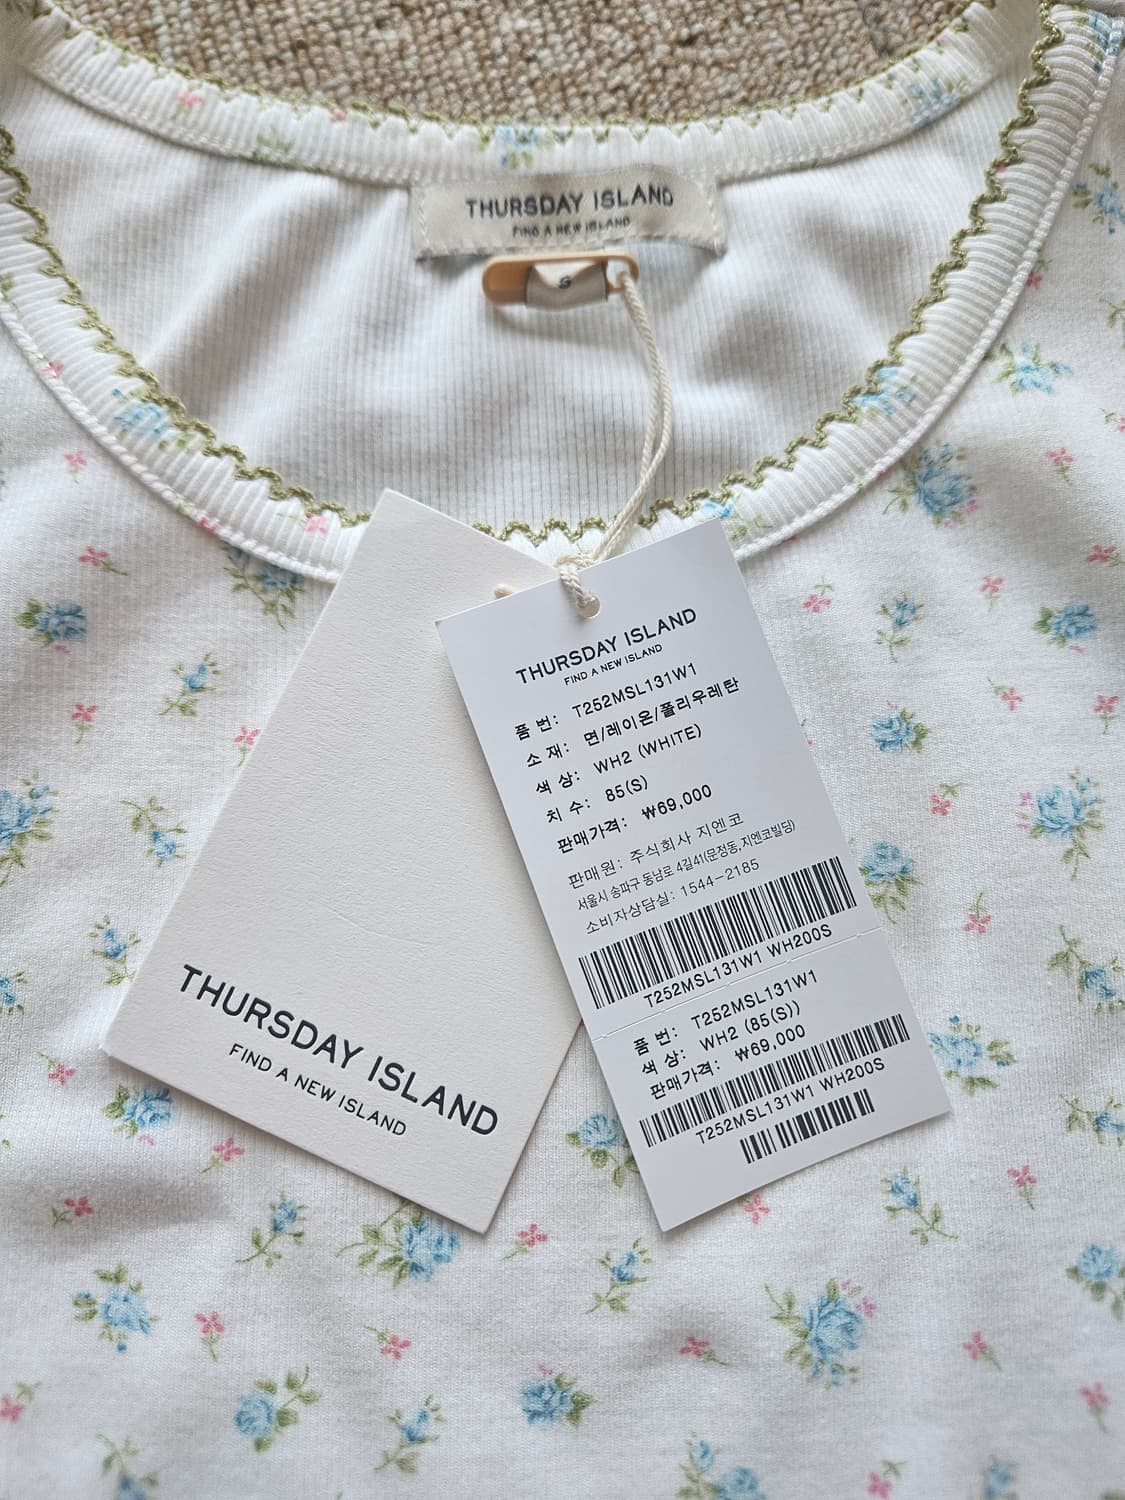 THURSDAY ISLAND
FIND A NEW ISLAND
S
THURSDAY ISLAND
FIND A NEW ISLAND
THURSDAY ISLAND
FIND A NEW ISLAND
품 번: T252MSL131W1
소 재: 면/레이온/폴리우레탄
색 상: WH2 (WHITE)
치 수: 85(S)
판매가격: ₩69,000
판매원: 주식회사 지엔코
서울시 송파구 동남로 4길41(문정동,지엔코빌딩)
소비자상담실: 1544-2185
T252MSL131W1 WH200S
품 번: T252MSL131W1
색 상: WH2 (85(S))
판매가격: ₩69,000
T252MSL131W1 WH200S